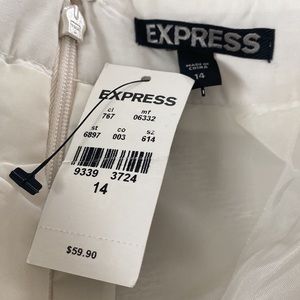 EXPRESS
MADE IN
CHINA
14
EXPRESS
cl mf
767 06332
st co sz
6897 003 614
9339 3724
14
$59.90